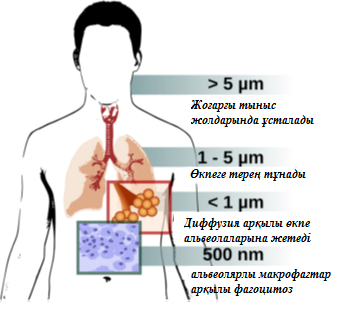 > 5 µm
Жоғарғы тыныс
жолдарында ұсталады
1 - 5 µm
Өкпеге терең тұнады
< 1 µm
Диффузия арқылы өкпе
альвеолаларына жетеді
500 nm
альвеолярлы макрофагтар
арқылы фагоцитоз